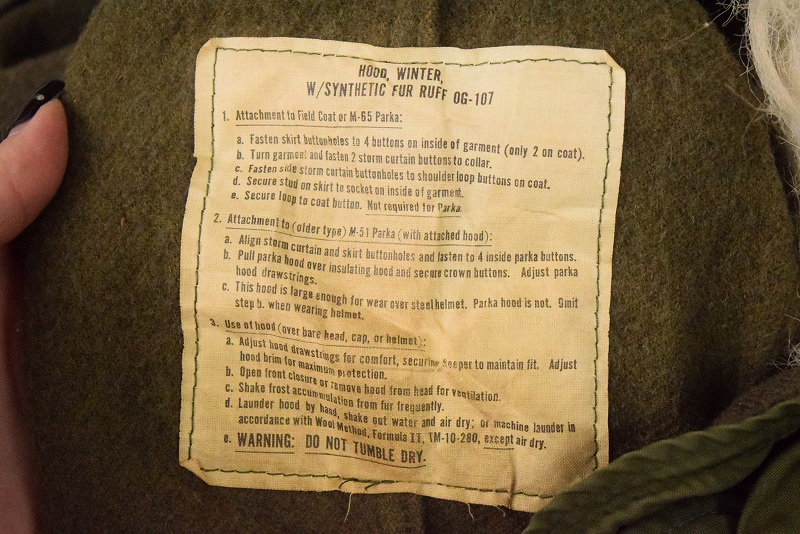 HOOD, WINTER,
W/SYNTHETIC FUR RUFF OG-107
1. Attachment to Field Coat or M-65 Parka:
a. Fasten skirt buttonholes to 4 buttons on inside of garment (only 2 on coat).
b. Turn garment and fasten 2 storm curtain buttons to collar.
c. Fasten side storm curtain buttonholes to shoulder loop buttons on coat.
d. Secure stud on skirt to socket on inside of garment.
e. Secure loop to coat button. Not required for Parka.
2. Attachment to (older type) M-51 Parka (with attached hood):
a. Align storm curtain and skirt buttonholes and fasten to 4 inside parka buttons.
b. Pull parka hood over insulating hood and secure crown buttons. Adjust parka
hood drawstrings.
c. This hood is large enough for wear over steel helmet. Parka hood is not. Omit
step b. when wearing helmet.
3. Use of hood (over bare head, cap, or helmet):
a. Adjust hood drawstrings for comfort, securing keeper to maintain fit. Adjust
hood brim for maximum protection.
b. Open front closure or remove hood from head for ventilation.
c. Shake frost accumulation from fur frequently.
d. Launder hood by hand, shake out water and air dry; or machine launder in
accordance with Wool Method, Formula II, TM-10-280, except air dry.
e. WARNING: DO NOT TUMBLE DRY.